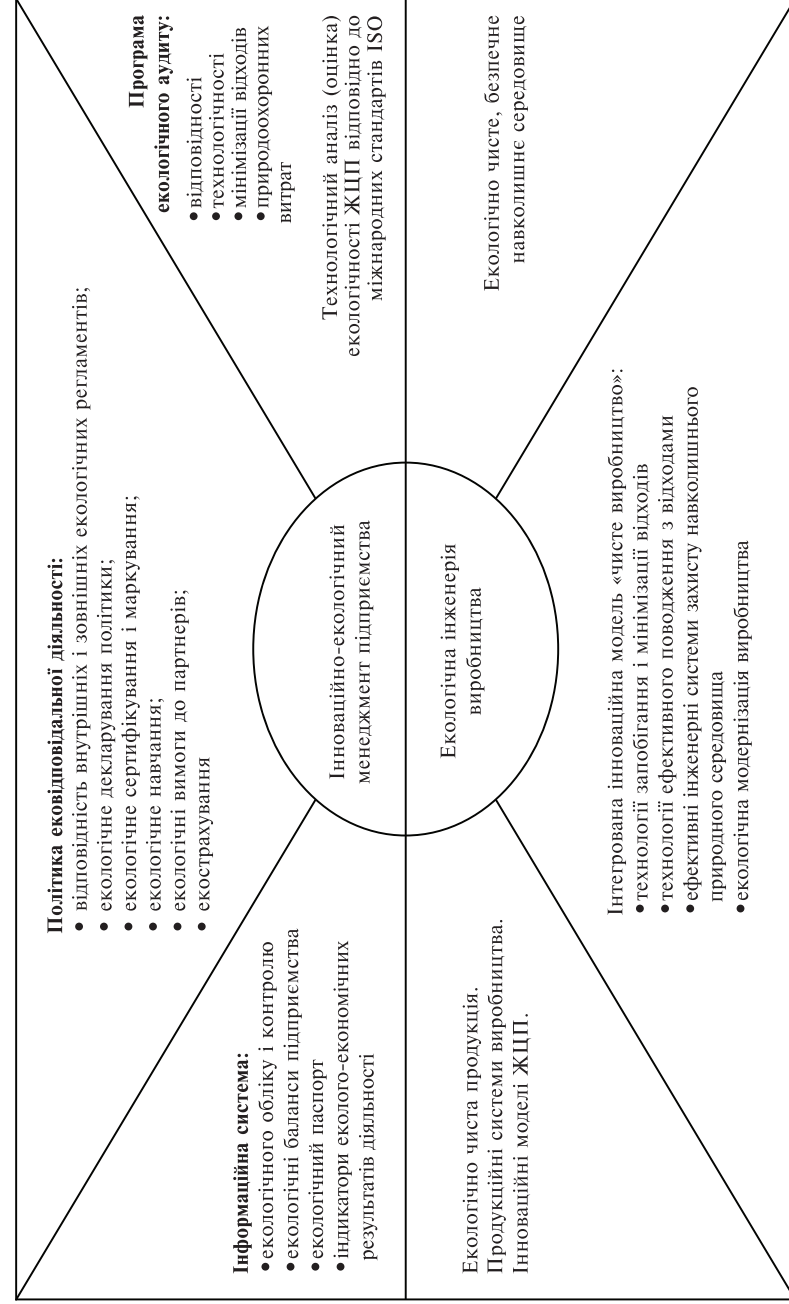 Політика ековідповідальної діяльності:
• відповідність внутрішніх і зовнішніх екологічних регламентів;
• екологічне декларування політики;
• екологічне сертифікування і маркування;
• екологічне навчання;
• екологічні вимоги до партнерів;
• екострахування
Інформаційна система:
• екологічного обліку і контролю
• екологічні баланси підприємства
• екологічний паспорт
• індикатори еколого-економічних
результатів діяльності
Програма
екологічного аудиту:
• відповідності
• технологічності
• мінімізації відходів
• природоохоронних
витрат
Технологічний аналіз (оцінка)
екологічності ЖЦП відповідно до
міжнародних стандартів ISO
Інноваційно-екологічний
менеджмент підприємства
Екологічна інженерія
виробництва
Екологічно чиста продукція.
Продукційні системи виробництва.
Інноваційні моделі ЖЦП.
Екологічно чисте, безпечне
навколишнє середовище
Інтегрована інноваційна модель «чисте виробництво»:
• технології запобігання і мінімізації відходів
• технології ефективного поводження з відходами
• ефективні інженерні системи захисту навколишнього
природного середовища
• екологічна модернізація виробництва